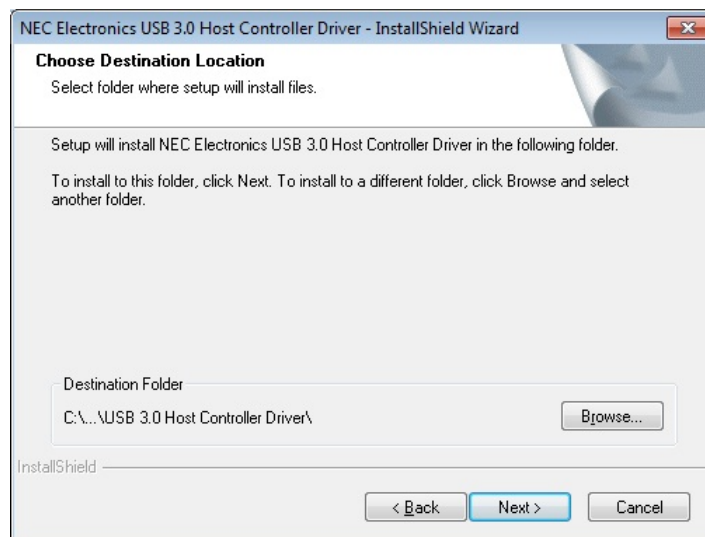 NEC Electronics USB 3.0 Host Controller Driver - InstallShield Wizard
Choose Destination Location
Select folder where setup will install files.
Setup will install NEC Electronics USB 3.0 Host Controller Driver in the following folder.
To install to this folder, click Next. To install to a different folder, click Browse and select
another folder.
Destination Folder
C:\...\USB 3.0 Host Controller Driver\
Browse...
InstallShield
< Back
Next >
Cancel